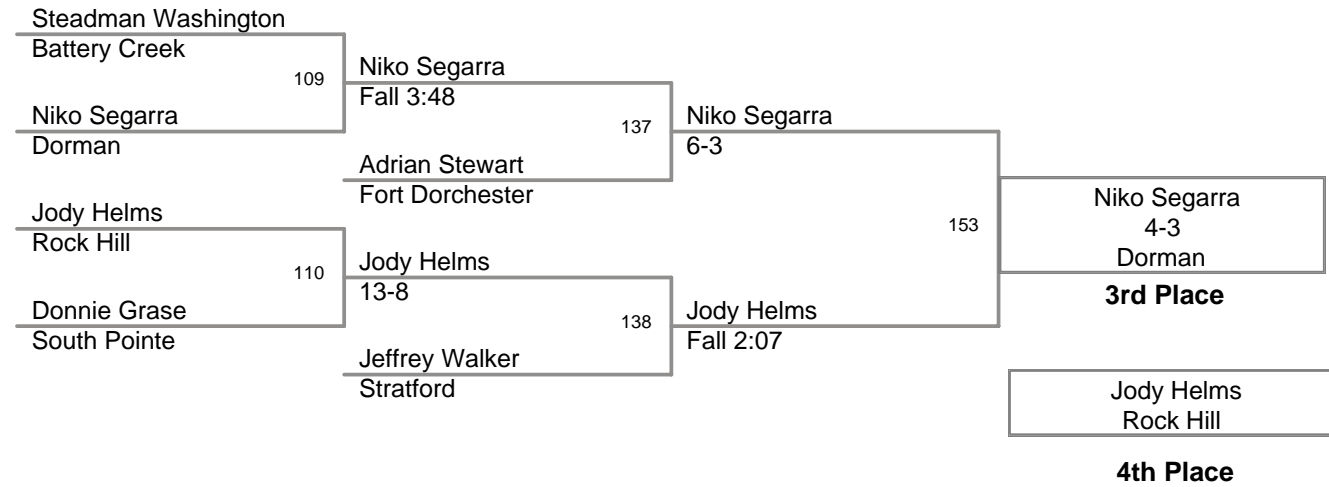 Steadman Washington
Battery Creek
109
Niko Segarra
Dorman
Niko Segarra
Fall 3:48
137
Adrian Stewart
Fort Dorchester
Jody Helms
Rock Hill
110
Donnie Grase
South Pointe
Jody Helms
13-8
138
Jeffrey Walker
Stratford
Niko Segarra
6-3
153
Jody Helms
Fall 2:07
Niko Segarra
4-3
Dorman
3rd Place
Jody Helms
Rock Hill
4th Place